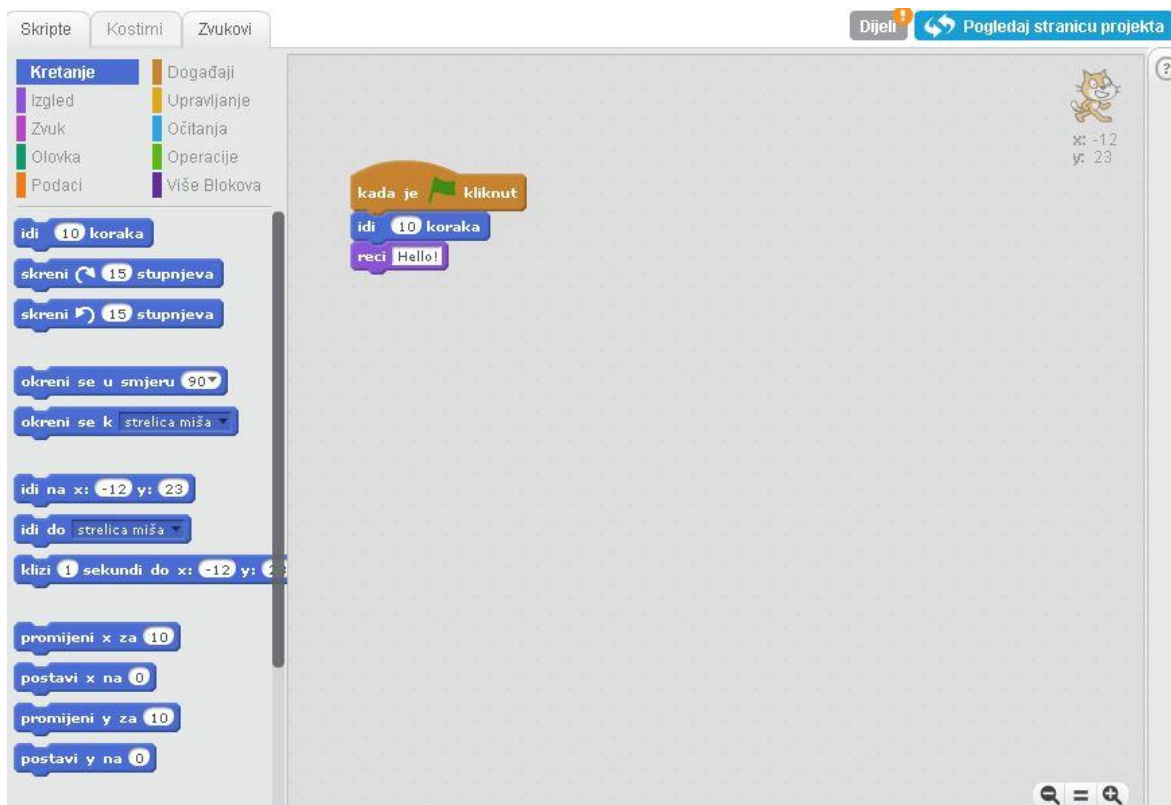 Skripte Kostimi Zvukovi Dijeli ! Pogledaj stranicu projekta
Kretanje Događaji
Izgled Upravljanje
Zvuk Očitanja
Olovka Operacije
Podaci Više Blokova
idi 10 koraka
skreni 15 stupnjeva
skreni 15 stupnjeva
okreni se u smjeru 90
okreni se k strelica miša
idi na x: -12 y: 23
idi do strelica miša
klizi 1 sekundi do x: -12 y:
promijeni x za 10
postavi x na 0
promijeni y za 10
postavi y na 0
kada je kliknut
idi 10 koraka
reci Hello!
x: -12
y: 23
?
=